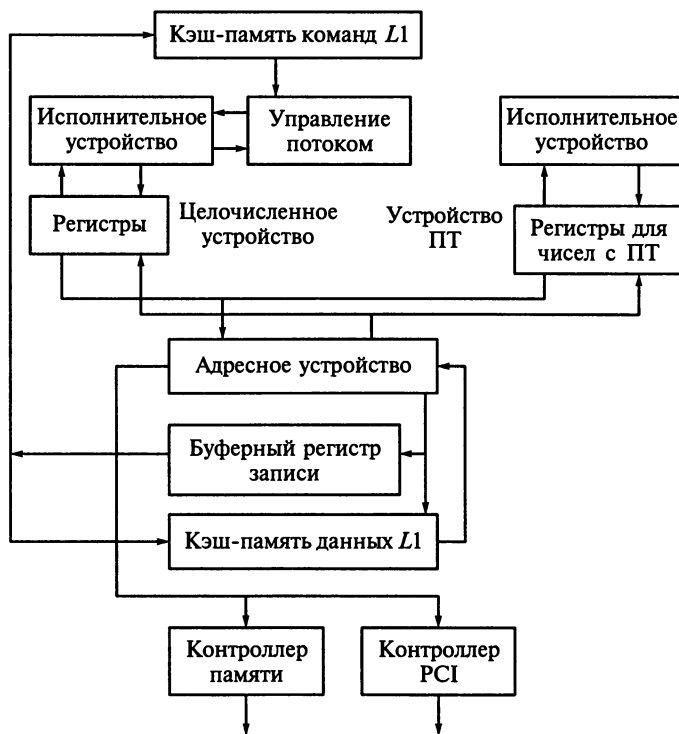 Кэш-память команд L1
Исполнительное
устройство
Управление
потоком
Исполнительное
устройство
Регистры
Целочисленное
устройство
Устройство
ПТ
Регистры для
чисел с ПТ
Адресное устройство
Буферный регистр
записи
Кэш-память данных L1
Контроллер
памяти
Контроллер
PCI